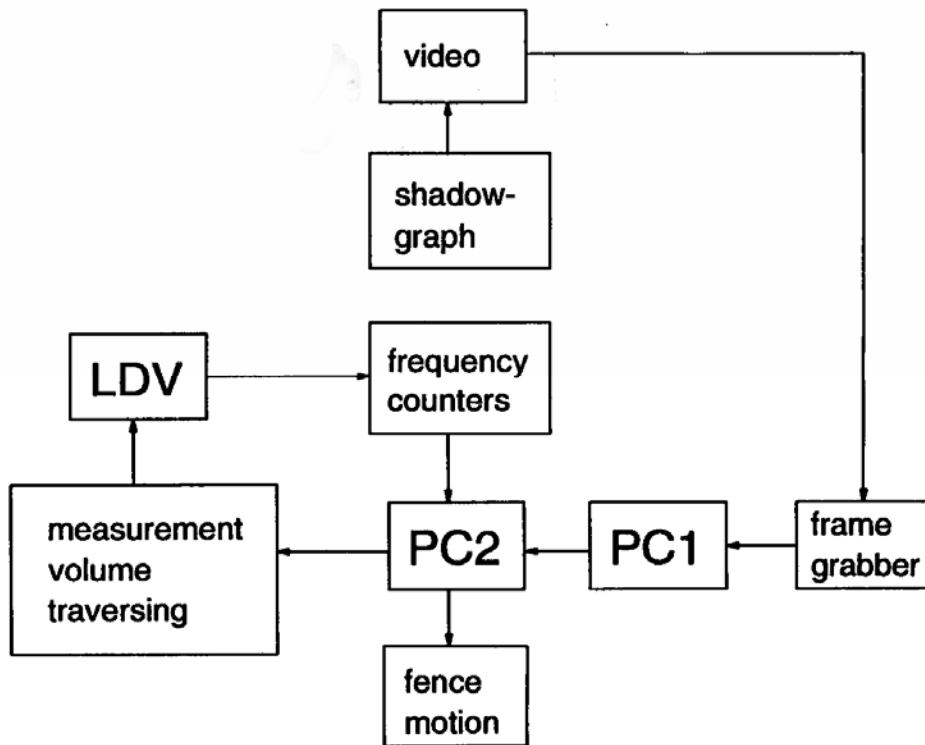 video
shadow-
graph
LDV
frequency
counters
measurement
volume
traversing
PC2
PC1
frame
grabber
fence
motion